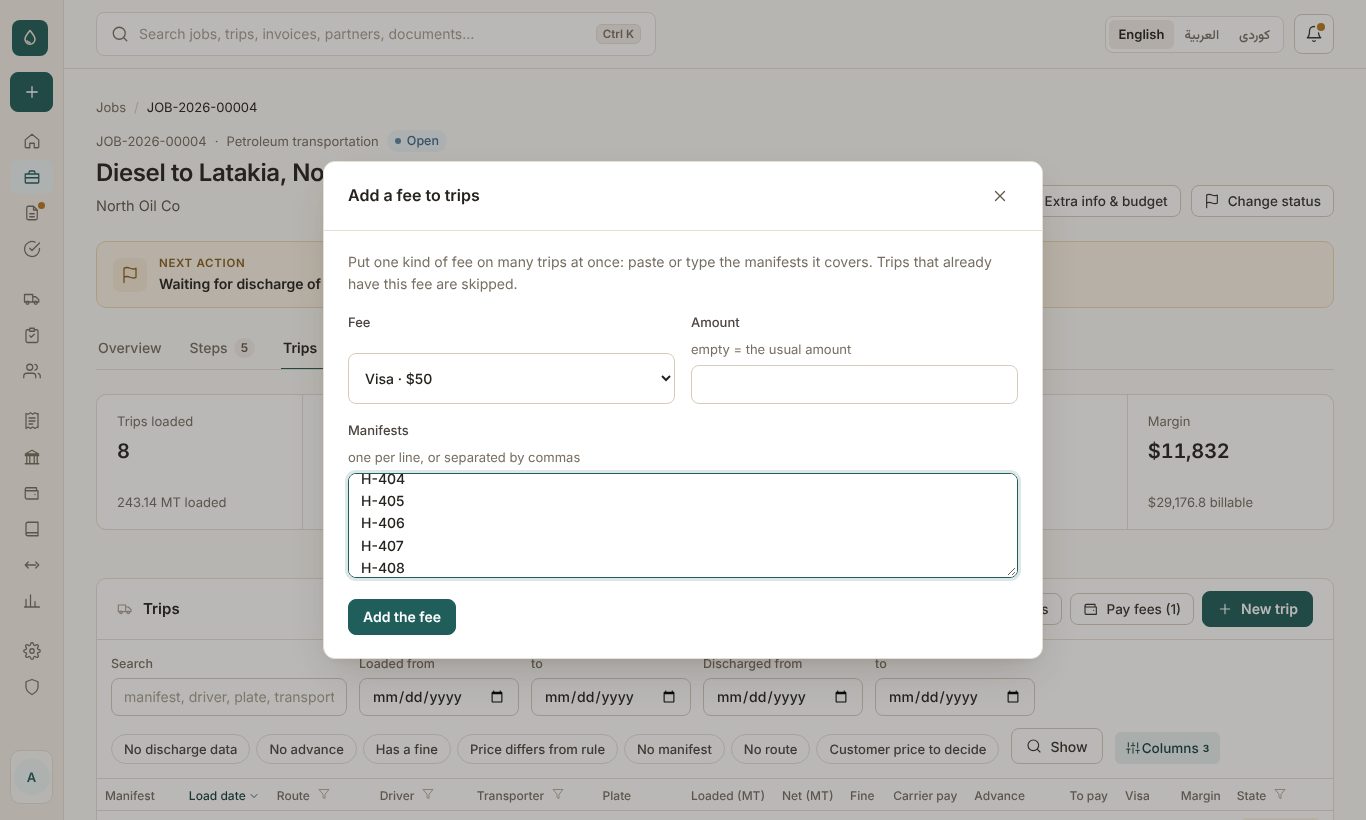 Search jobs, trips, invoices, partners, documents...
Ctrl K
English
العربية
كوردی
Jobs / JOB-2026-00004
JOB-2026-00004 · Petroleum transportation
Open
Diesel to Latakia, No
North Oil Co
Extra info & budget
Change status
NEXT ACTION
Waiting for discharge of
Overview
Steps 5
Trips
Trips loaded
8
243.14 MT loaded
Margin
$11,832
$29,176.8 billable
Add a fee to trips
Put one kind of fee on many trips at once: paste or type the manifests it covers. Trips that already
have this fee are skipped.
Fee
Visa · $50
Amount
empty = the usual amount
Manifests
one per line, or separated by commas
H-404
H-405
H-406
H-407
H-408
Add the fee
Trips
s
Pay fees (1)
New trip
Search
manifest, driver, plate, transport
Loaded from
mm/dd/yyyy
to
mm/dd/yyyy
Discharged from
mm/dd/yyyy
to
mm/dd/yyyy
No discharge data
No advance
Has a fine
Price differs from rule
No manifest
No route
Customer price to decide
Show
Columns 3
Manifest
Load date
Route
Driver
Transporter
Plate
Loaded (MT)
Net (MT)
Fine
Carrier pay
Advance
To pay
Visa
Margin
State
A